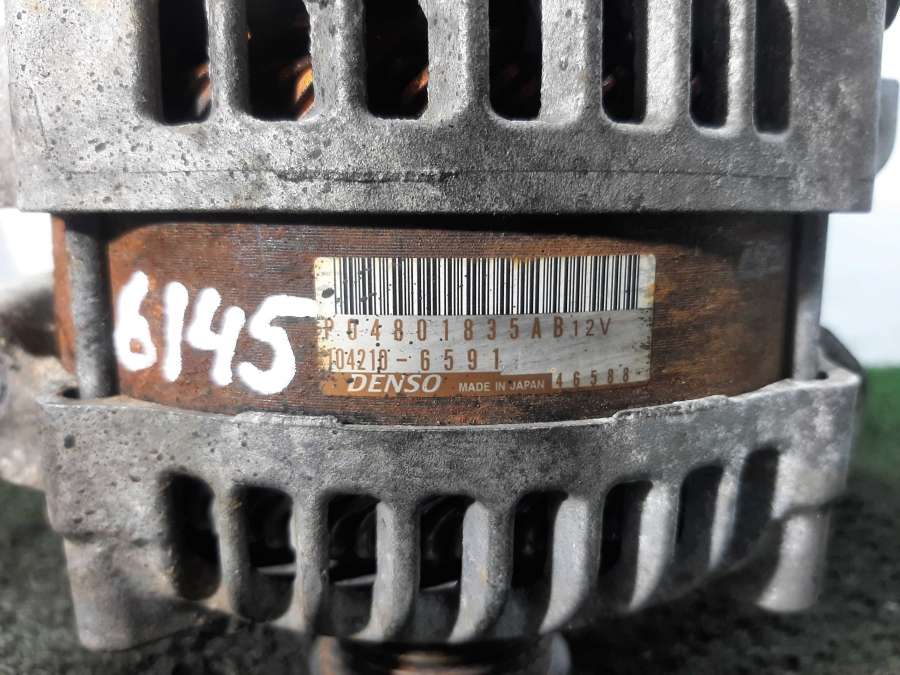 6145
P04801835AB 12V
104210-6591
DENSO MADE IN JAPAN 46588